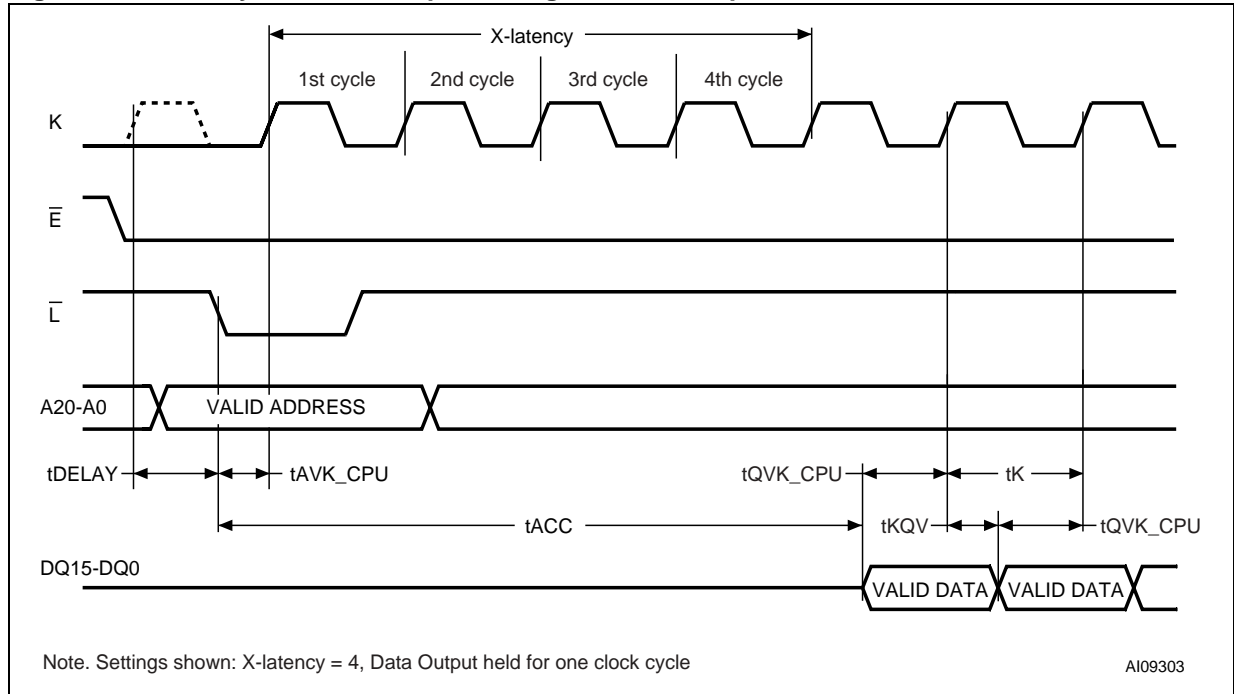 X-latency
1st cycle 2nd cycle 3rd cycle 4th cycle
K
E
L
A20-A0 VALID ADDRESS
tDELAY tAVK_CPU tQVK_CPU tK
tACC tKQV tQVK_CPU
DQ15-DQ0
VALID DATA VALID DATA
Note. Settings shown: X-latency = 4, Data Output held for one clock cycle
AI09303